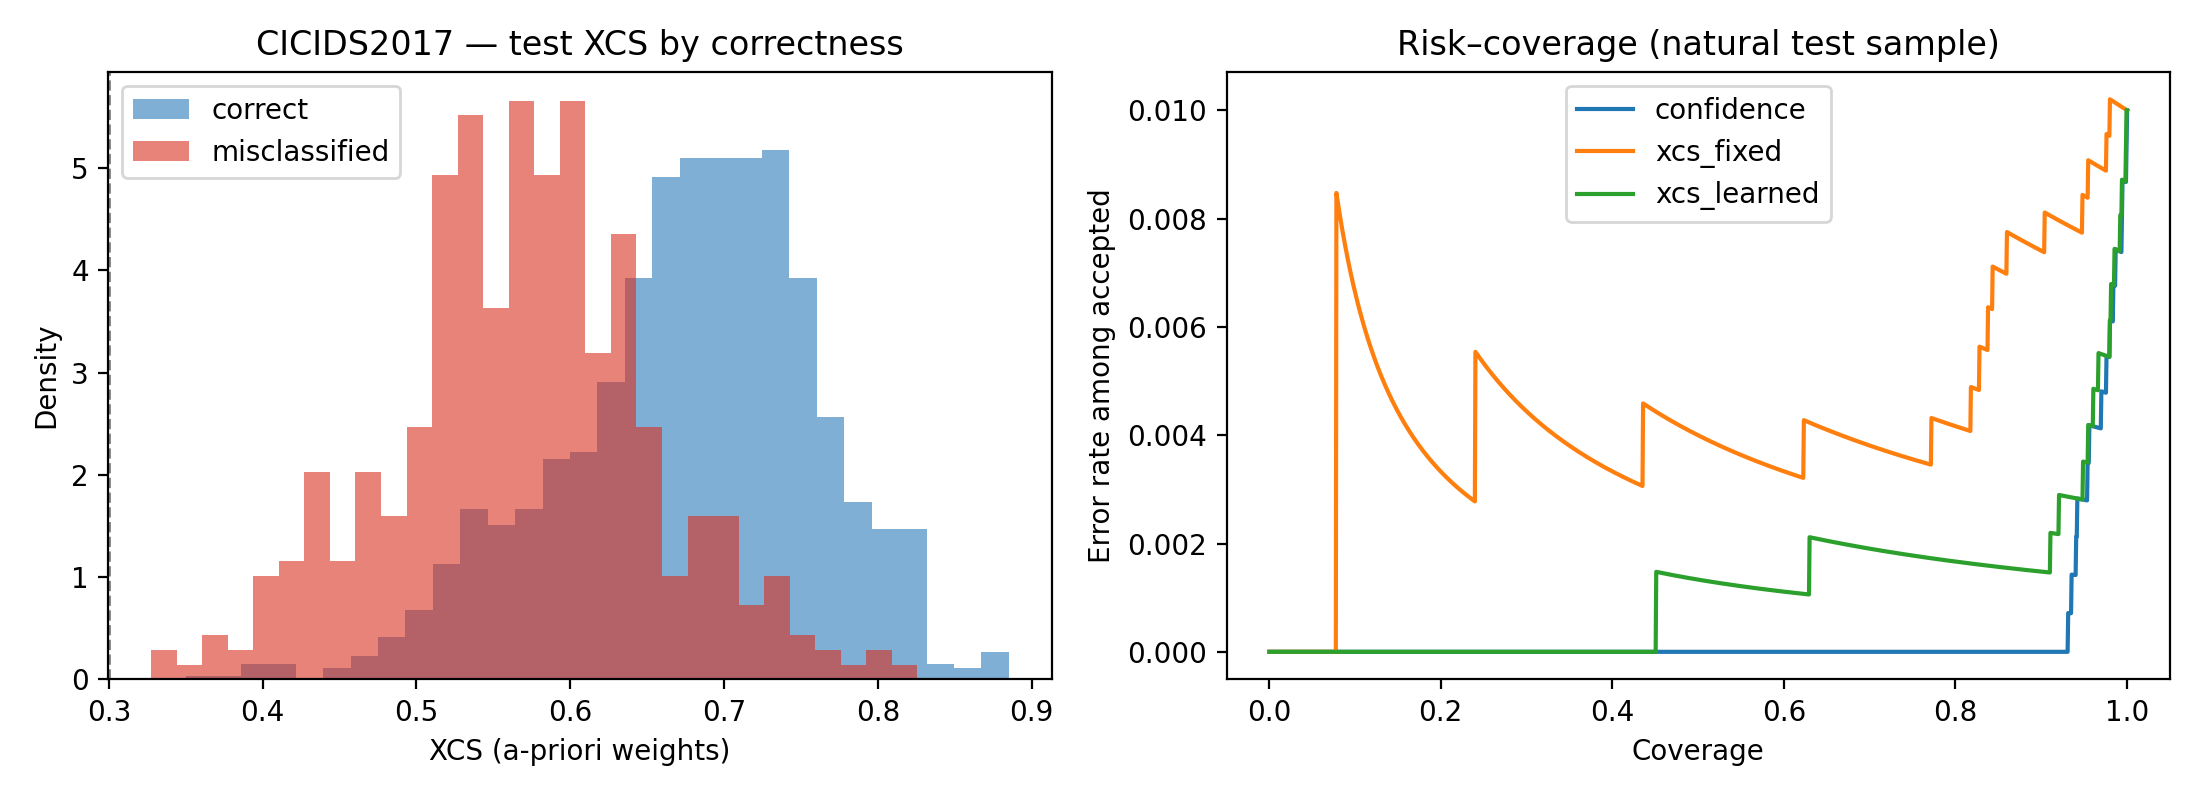 CICIDS2017 — test XCS by correctness
correct
misclassified
Density
5
4
3
2
1
0
0.3 0.4 0.5 0.6 0.7 0.8 0.9
XCS (a-priori weights)
Risk–coverage (natural test sample)
confidence
xcs_fixed
xcs_learned
Error rate among accepted
0.010
0.008
0.006
0.004
0.002
0.000
0.0 0.2 0.4 0.6 0.8 1.0
Coverage